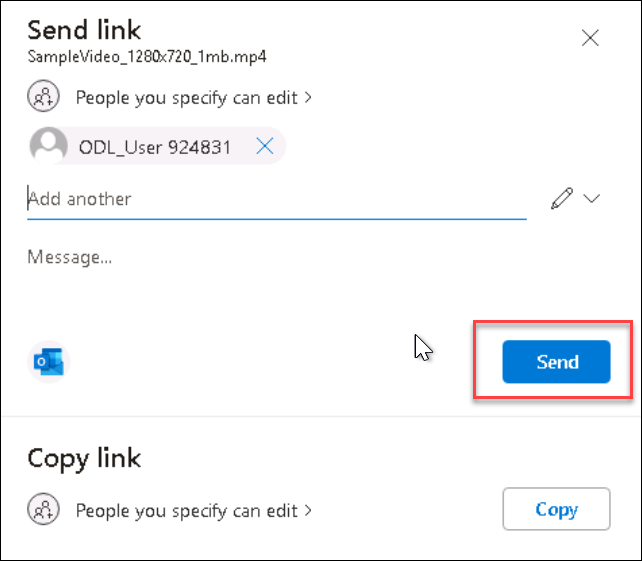 Send link
SampleVideo_1280x720_1mb.mp4
People you specify can edit >
ODL_User 924831
Add another
Message...
Send
Copy link
People you specify can edit >
Copy